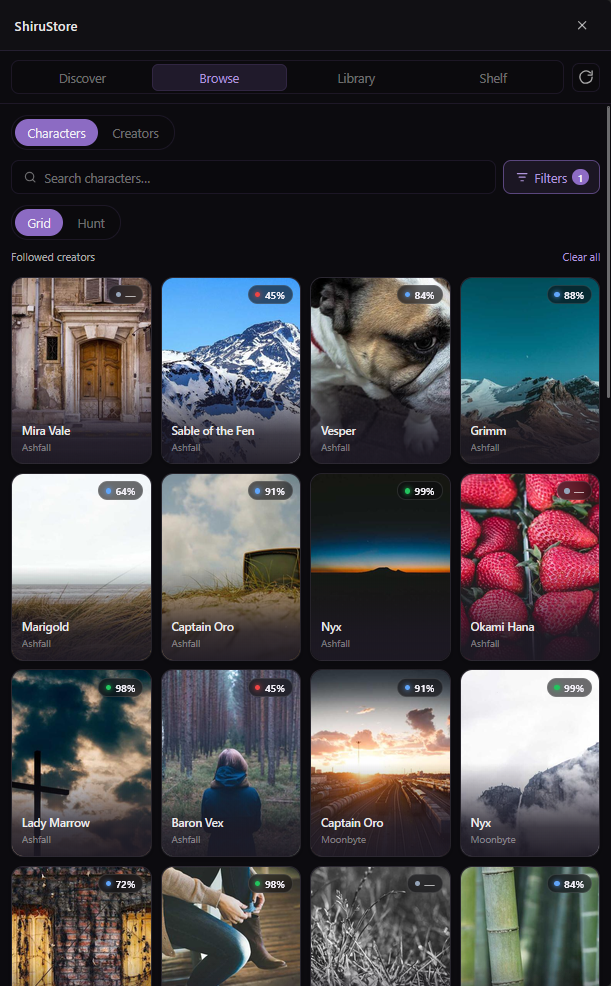 ShiruStore
Discover
Browse
Library
Shelf
Characters
Creators
Search characters...
Filters 1
Grid
Hunt
Followed creators
Clear all
—
45%
84%
88%
Mira Vale
Sable of the Fen
Vesper
Grimm
Ashfall
Ashfall
Ashfall
Ashfall
64%
91%
99%
—
Marigold
Captain Oro
Nyx
Okami Hana
Ashfall
Ashfall
Ashfall
Ashfall
98%
45%
91%
99%
Lady Marrow
Baron Vex
Captain Oro
Nyx
Ashfall
Ashfall
Moonbyte
Moonbyte
72%
98%
—
84%